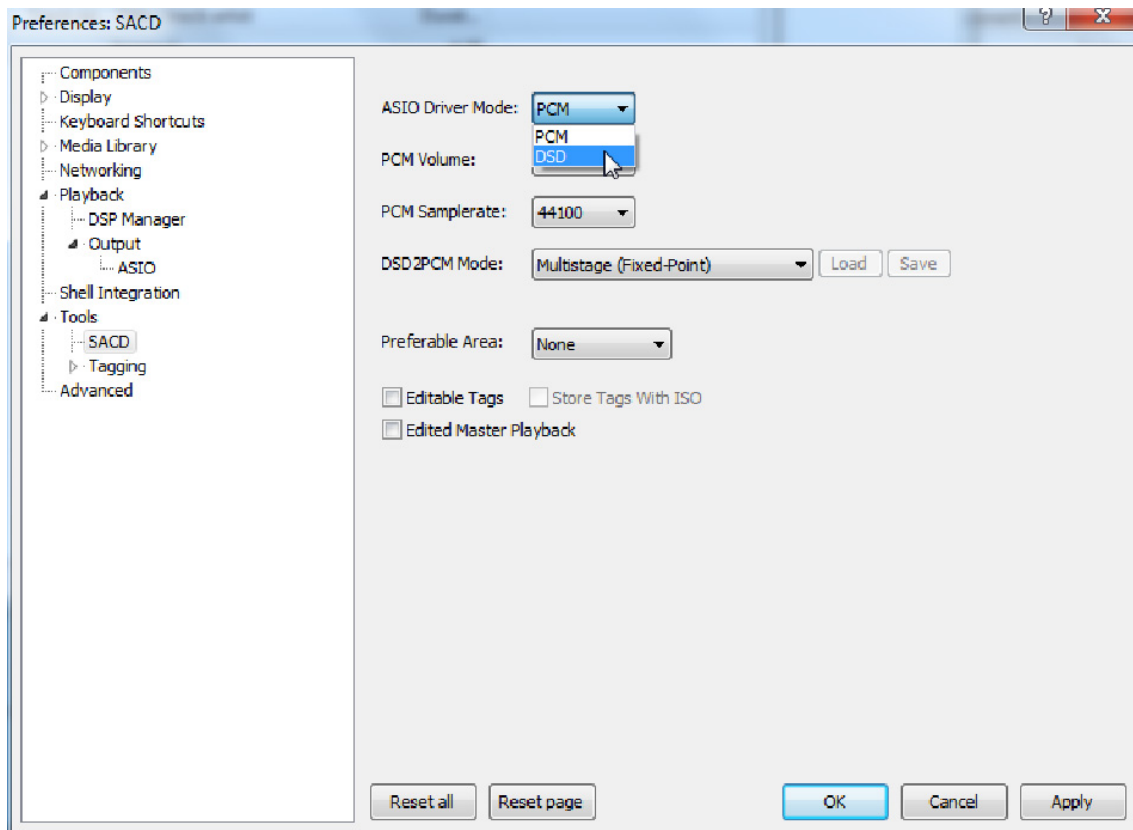 Preferences: SACD
Components
Display
Keyboard Shortcuts
Media Library
Networking
Playback
DSP Manager
Output
ASIO
Shell Integration
Tools
SACD
Tagging
Advanced
ASIO Driver Mode: PCM
PCM
DSD
PCM Volume:
PCM Samplerate: 44100
DSD2PCM Mode: Multistage (Fixed-Point) Load Save
Preferable Area: None
Editable Tags Store Tags With ISO
Edited Master Playback
Reset all Reset page OK Cancel Apply